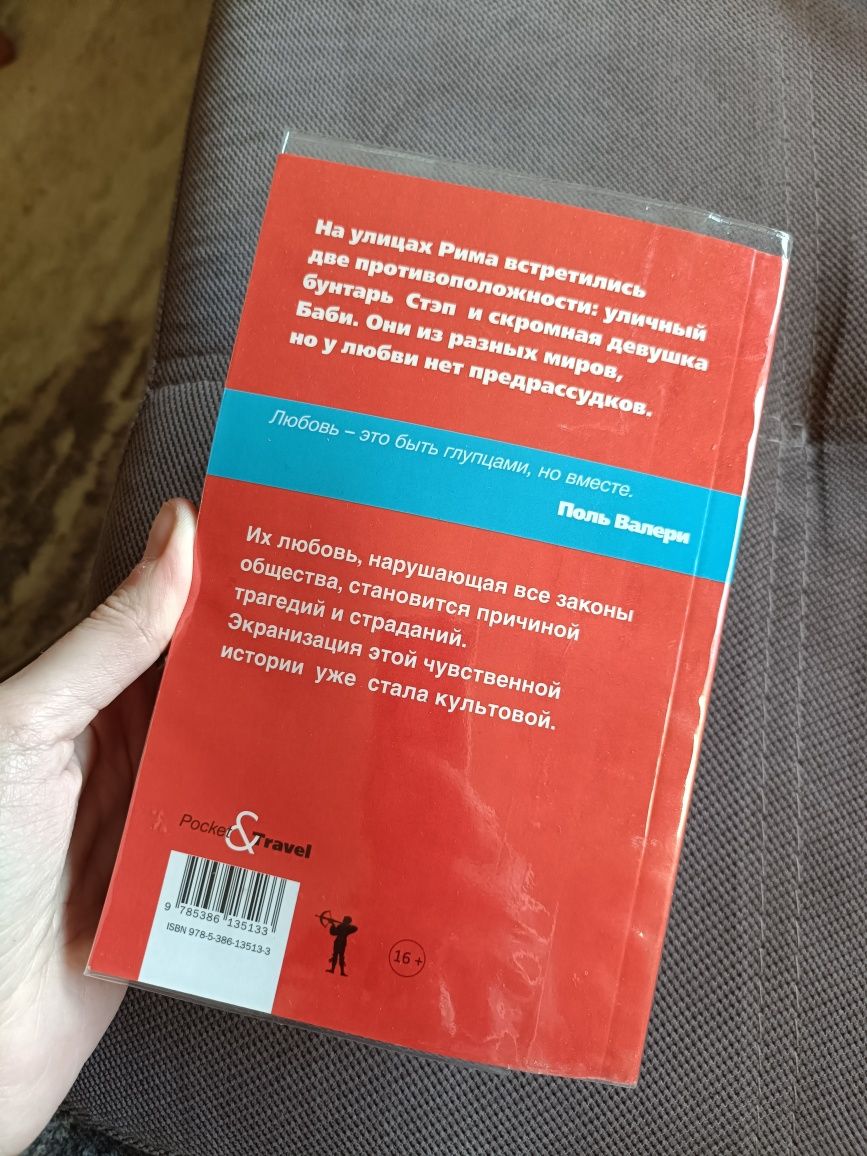 На улицах Рима встретились
две противоположности: уличный
бунтарь Стэп и скромная девушка
Баби. Они из разных миров,
но у любви нет предрассудков.
Любовь – это быть глупцами, но вместе.
Поль Валери
Их любовь, нарушающая все законы
общества, становится причиной
трагедий и страданий.
Экранизация этой чувственной
истории уже стала культовой.
Pocket & Travel
9 785386 135133
ISBN 978-5-386-13513-3
16 +